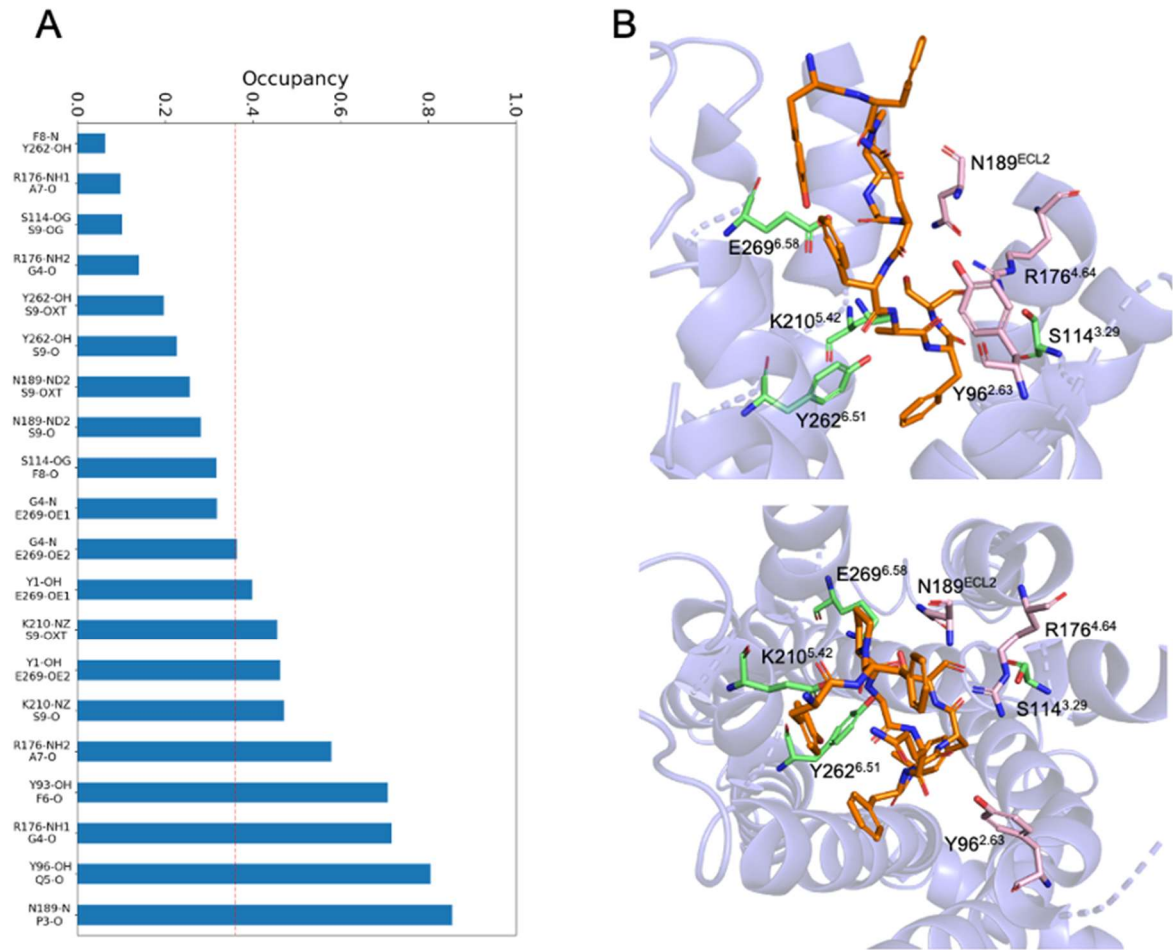 A
Occupancy
0.0 0.2 0.4 0.6 0.8 1.0
F8-N
Y262-OH
R176-NH1
A7-O
S114-OG
S9-OG
R176-NH2
G4-O
Y262-OH
S9-OXT
Y262-OH
S9-O
N189-ND2
S9-OXT
N189-ND2
S9-O
S114-OG
F8-O
G4-N
E269-OE1
G4-N
E269-OE2
Y1-OH
E269-OE1
K210-NZ
S9-OXT
Y1-OH
E269-OE2
K210-NZ
S9-O
R176-NH2
A7-O
Y93-OH
F6-O
R176-NH1
G4-O
Y96-OH
Q5-O
N189-N
P3-O
B
N189ECL2
E2696.58
R1764.64
K2105.42
S1143.29
Y962.63
Y2626.51
E2696.58
N189ECL2
R1764.64
K2105.42
S1143.29
Y2626.51
Y962.63